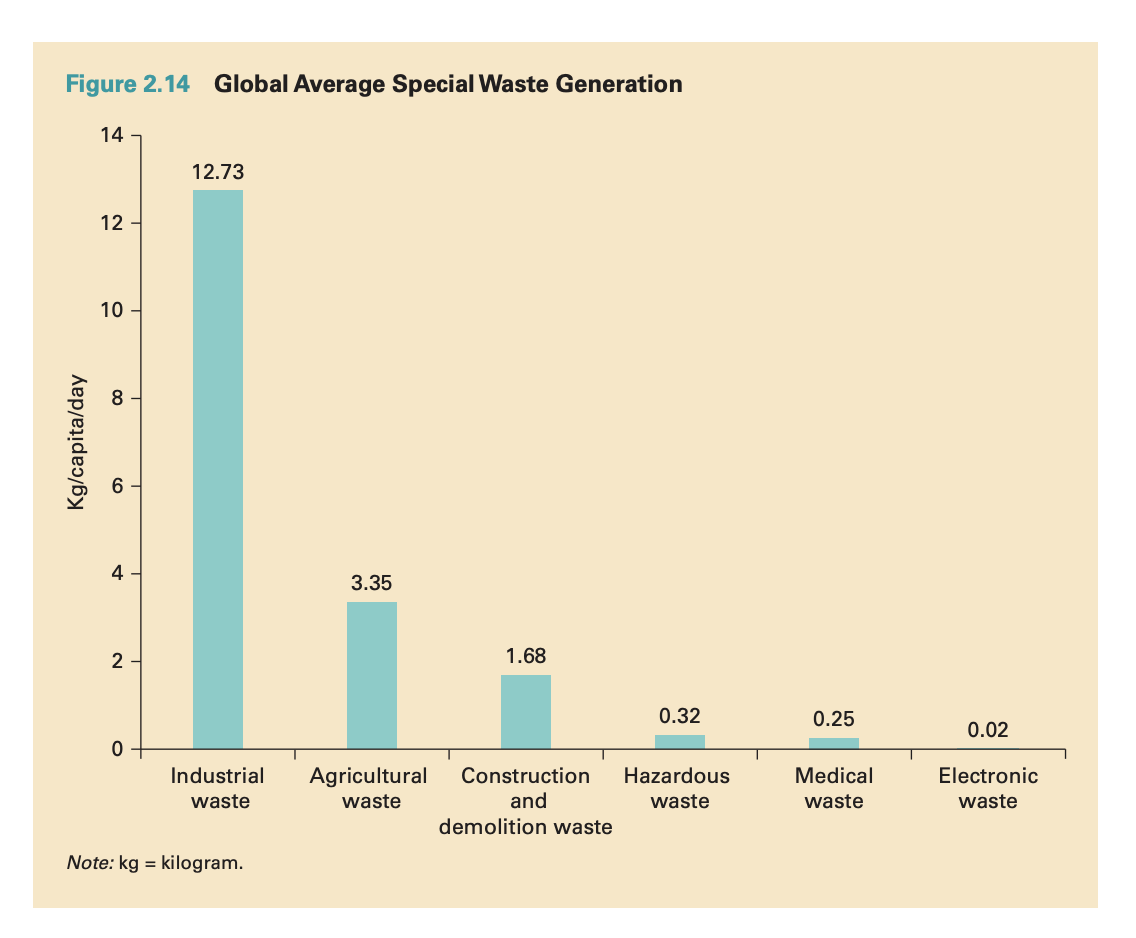 Figure 2.14 Global Average Special Waste Generation
14
12.73
12
10
8
6
4
2
0
Kg/capita/day
3.35
1.68
0.32
0.25
0.02
Industrial waste
Agricultural waste
Construction and demolition waste
Hazardous waste
Medical waste
Electronic waste
Note: kg = kilogram.